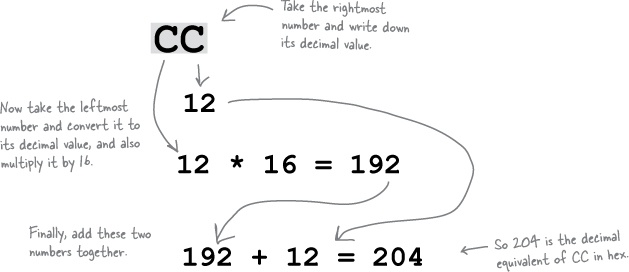 Take the rightmost
number and write down
its decimal value.
CC
12
Now take the leftmost
number and convert it to
its decimal value, and also
multiply it by 16.
12 * 16 = 192
Finally, add these two
numbers together.
192 + 12 = 204
So 204 is the decimal
equivalent of CC in hex.